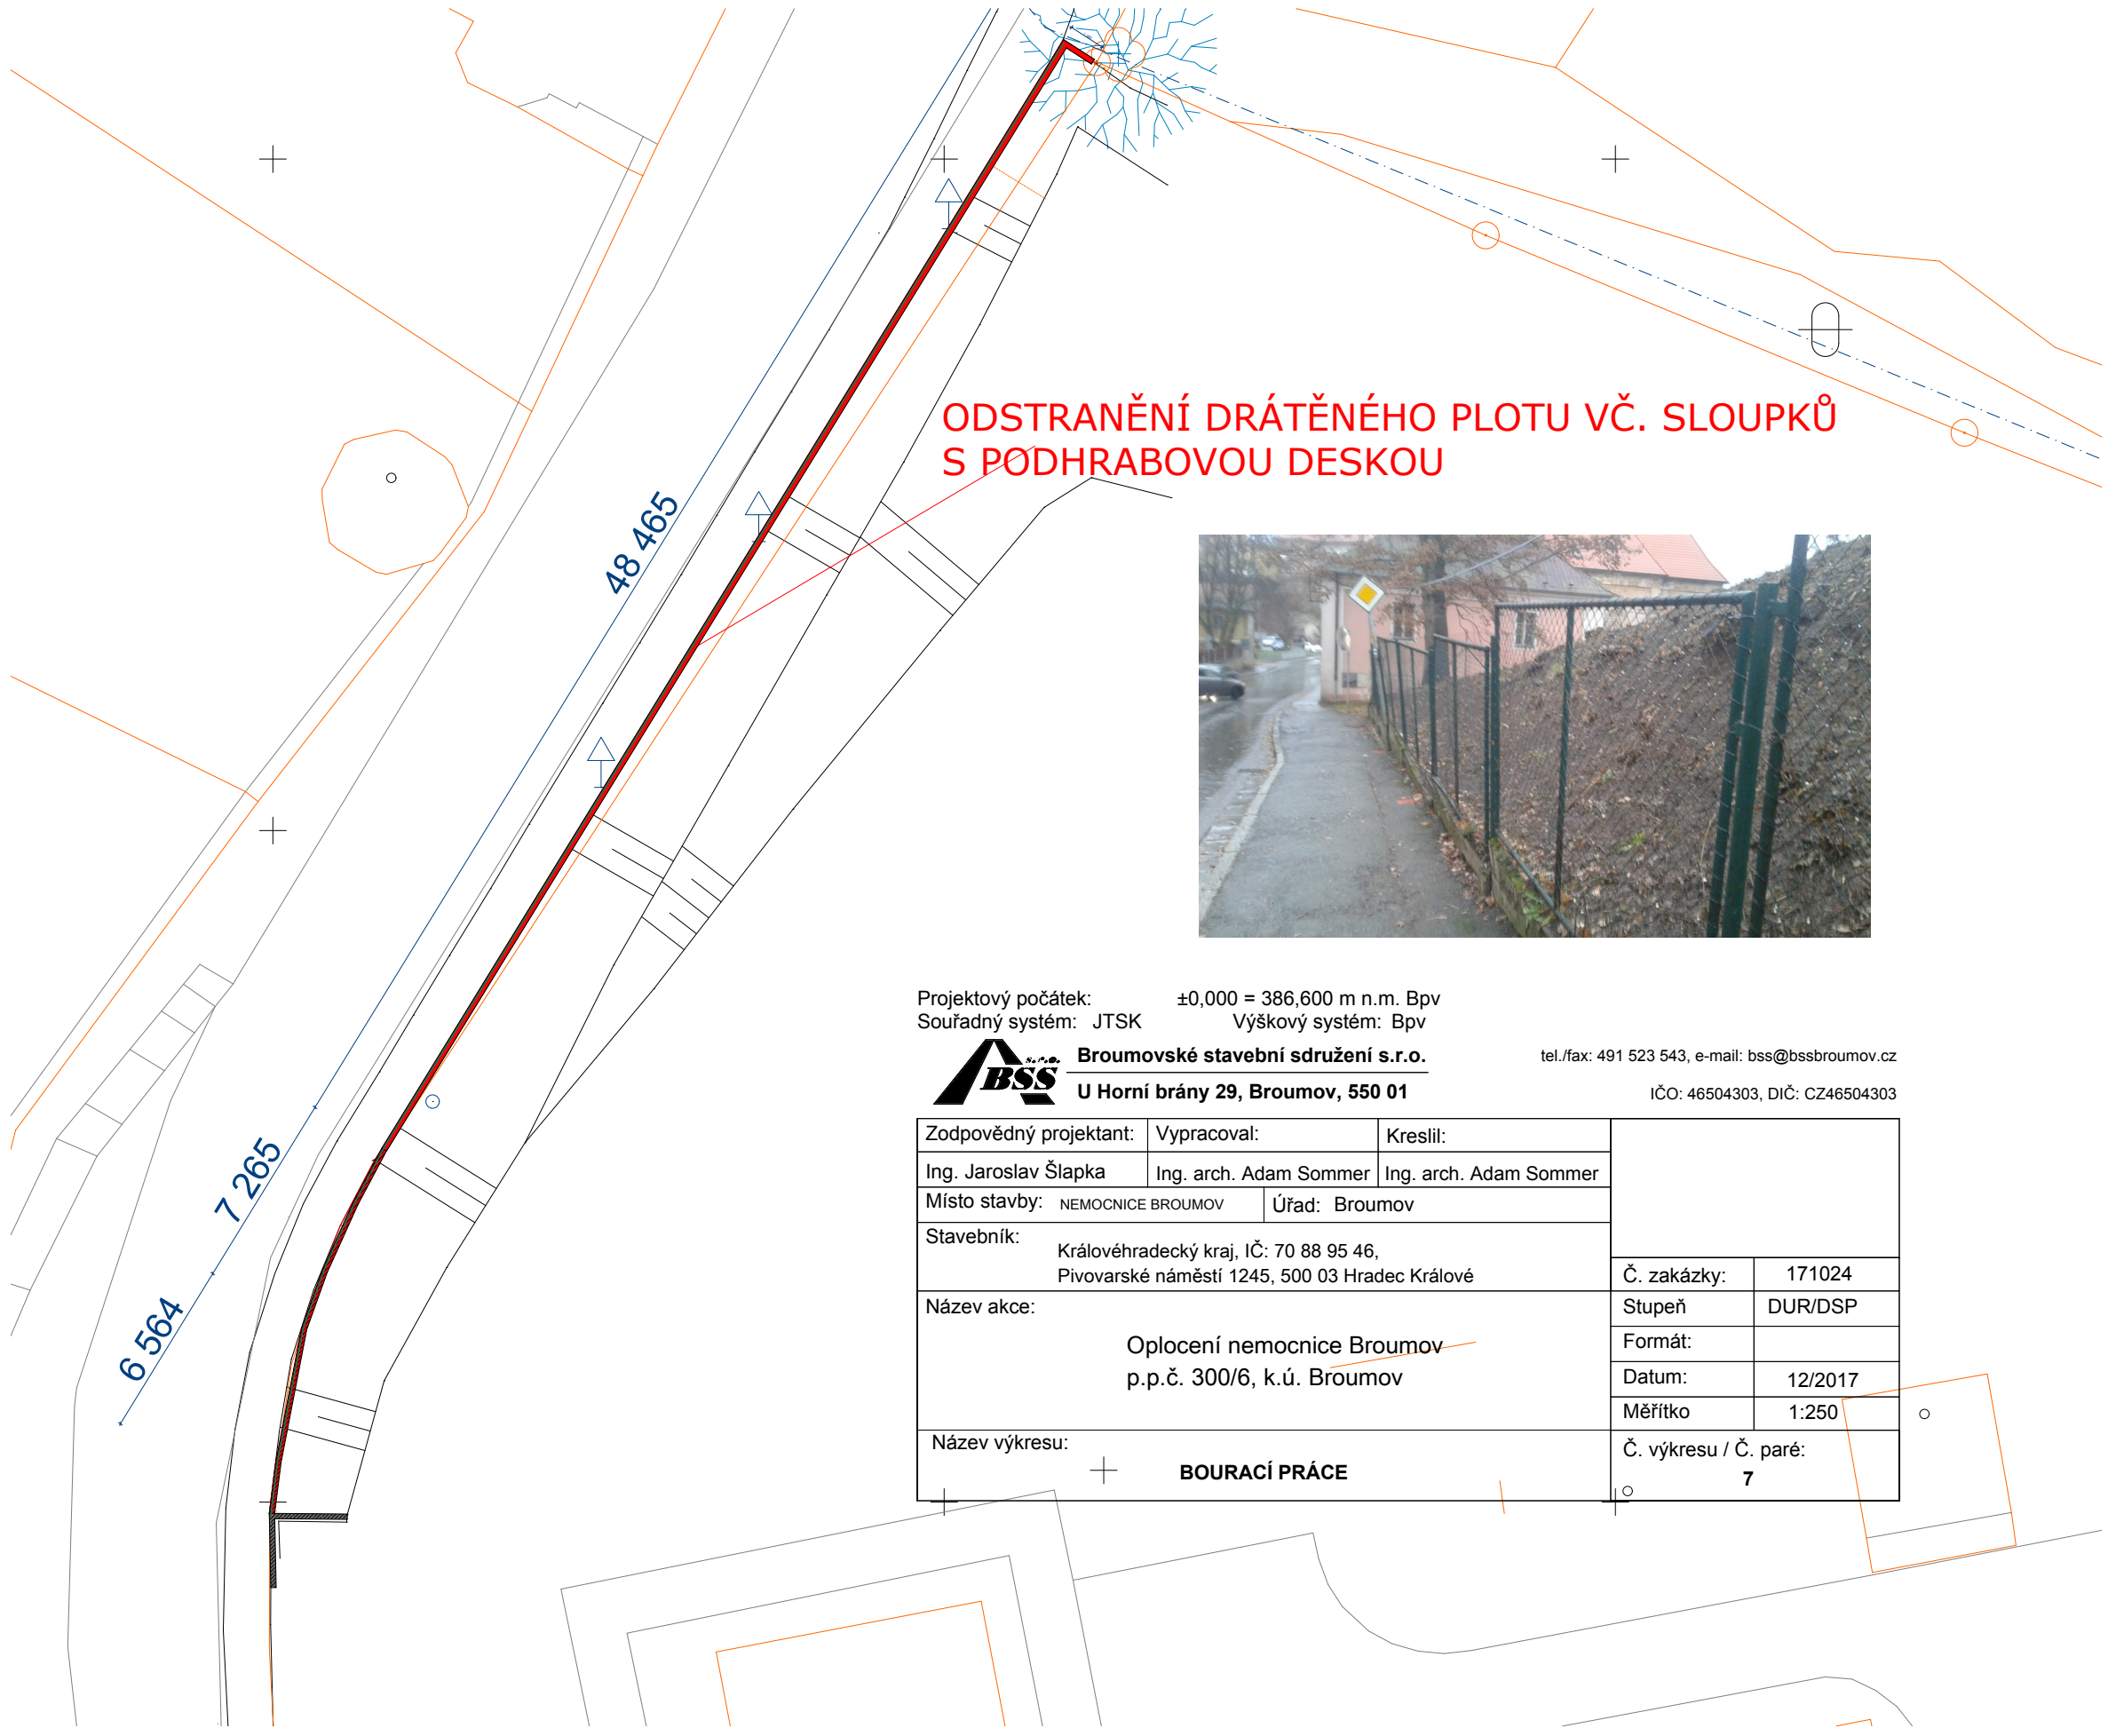 ODSTRANĚNÍ DRÁTĚNÉHO PLOTU VČ. SLOUPKŮ
S PODHRABOVOU DESKOU
48 465
7 265
6 564
Projektový počátek: ±0,000 = 386,600 m n.m. Bpv
Souřadný systém: JTSK Výškový systém: Bpv
s.r.o.
BSS
Broumovské stavební sdružení s.r.o.
U Horní brány 29, Broumov, 550 01
tel./fax: 491 523 543, e-mail: bss@bssbroumov.cz
IČO: 46504303, DIČ: CZ46504303
Zodpovědný projektant: Vypracoval: Kreslil:
Ing. Jaroslav Šlapka Ing. arch. Adam Sommer Ing. arch. Adam Sommer
Místo stavby: NEMOCNICE BROUMOV Úřad: Broumov
Stavebník:
Královéhradecký kraj, IČ: 70 88 95 46,
Pivovarské náměstí 1245, 500 03 Hradec Králové
Č. zakázky: 171024
Název akce:
Oplocení nemocnice Broumov
p.p.č. 300/6, k.ú. Broumov
Stupeň DUR/DSP
Formát:
Datum: 12/2017
Měřítko 1:250
Název výkresu:
BOURACÍ PRÁCE
Č. výkresu / Č. paré:
7